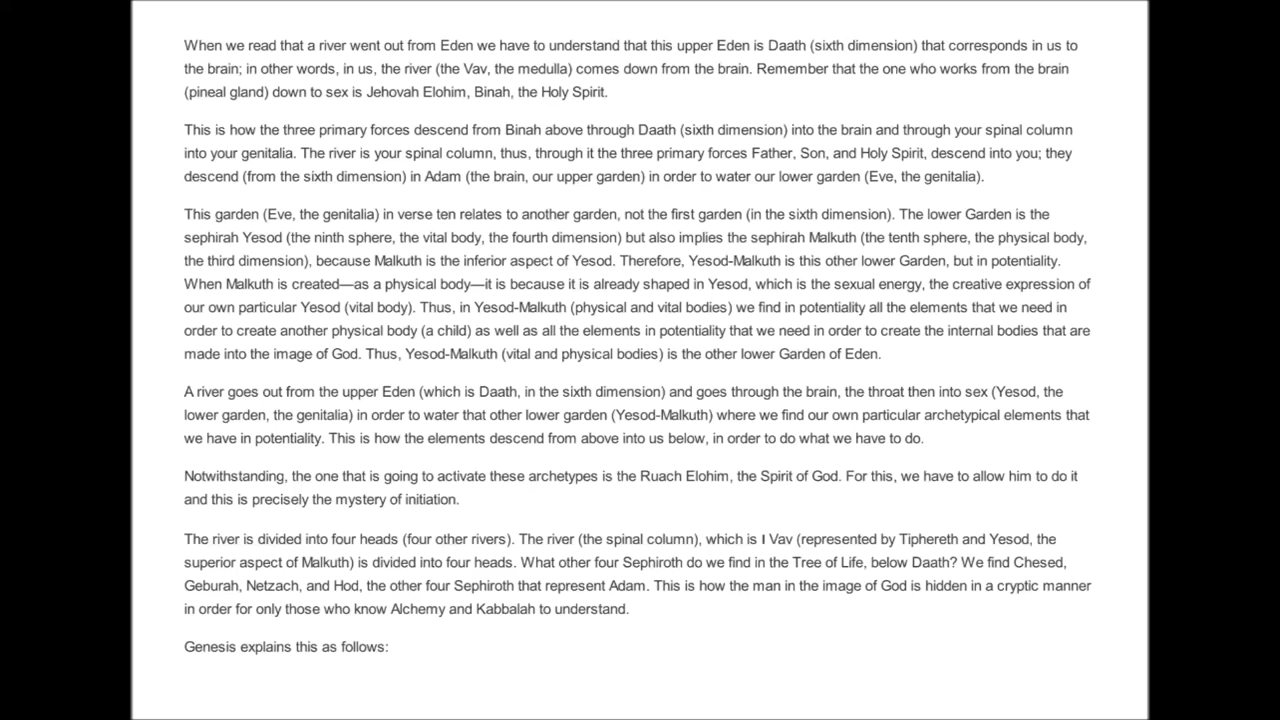 When we read that a river went out from Eden we have to understand that this upper Eden is Daath (sixth dimension) that corresponds in us to
the brain; in other words, in us, the river (the Vav, the medulla) comes down from the brain. Remember that the one who works from the brain
(pineal gland) down to sex is Jehovah Elohim, Binah, the Holy Spirit.
This is how the three primary forces descend from Binah above through Daath (sixth dimension) into the brain and through your spinal column
into your genitalia. The river is your spinal column, thus, through it the three primary forces Father, Son, and Holy Spirit, descend into you; they
descend (from the sixth dimension) in Adam (the brain, our upper garden) in order to water our lower garden (Eve, the genitalia).
This garden (Eve, the genitalia) in verse ten relates to another garden, not the first garden (in the sixth dimension). The lower Garden is the
sephirah Yesod (the ninth sphere, the vital body, the fourth dimension) but also implies the sephirah Malkuth (the tenth sphere, the physical body,
the third dimension), because Malkuth is the inferior aspect of Yesod. Therefore, Yesod-Malkuth is this other lower Garden, but in potentiality.
When Malkuth is created—as a physical body—it is because it is already shaped in Yesod, which is the sexual energy, the creative expression of
our own particular Yesod (vital body). Thus, in Yesod-Malkuth (physical and vital bodies) we find in potentiality all the elements that we need in
order to create another physical body (a child) as well as all the elements in potentiality that we need in order to create the internal bodies that are
made into the image of God. Thus, Yesod-Malkuth (vital and physical bodies) is the other lower Garden of Eden.
A river goes out from the upper Eden (which is Daath, in the sixth dimension) and goes through the brain, the throat then into sex (Yesod, the
lower garden, the genitalia) in order to water that other lower garden (Yesod-Malkuth) where we find our own particular archetypical elements that
we have in potentiality. This is how the elements descend from above into us below, in order to do what we have to do.
Notwithstanding, the one that is going to activate these archetypes is the Ruach Elohim, the Spirit of God. For this, we have to allow him to do it
and this is precisely the mystery of initiation.
The river is divided into four heads (four other rivers). The river (the spinal column), which is ו Vav (represented by Tiphereth and Yesod, the
superior aspect of Malkuth) is divided into four heads. What other four Sephiroth do we find in the Tree of Life, below Daath? We find Chesed,
Geburah, Netzach, and Hod, the other four Sephiroth that represent Adam. This is how the man in the image of God is hidden in a cryptic manner
in order for only those who know Alchemy and Kabbalah to understand.
Genesis explains this as follows: